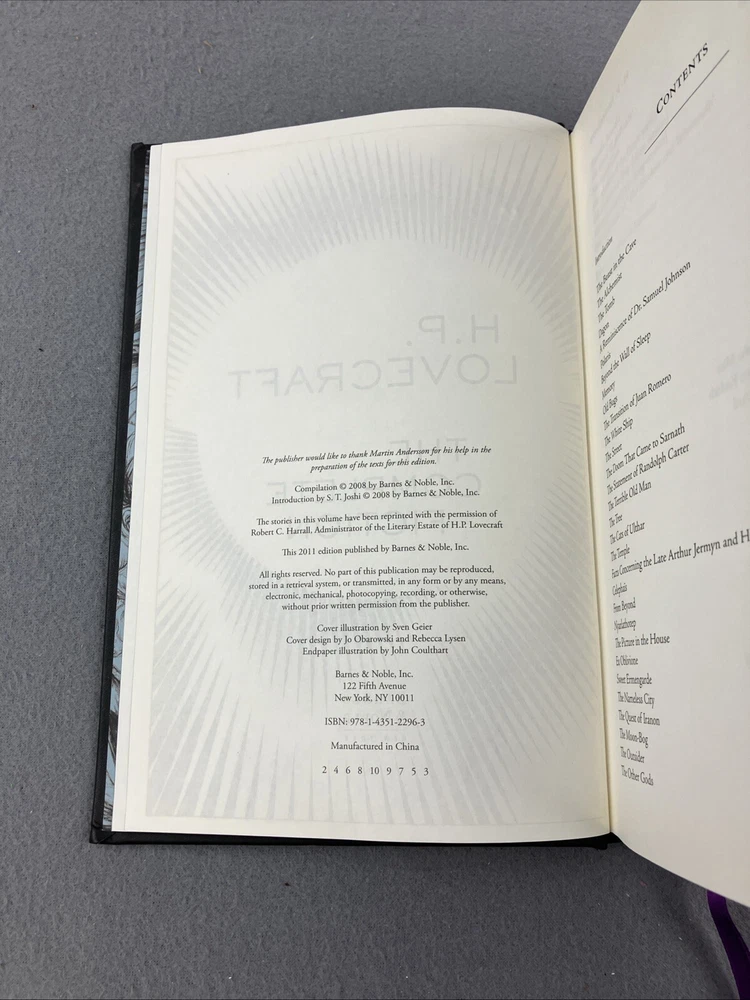 The publisher would like to thank Martin Andersson for his help in the
preparation of the texts for this edition.
Compilation © 2008 by Barnes & Noble, Inc.
Introduction by S. T. Joshi © 2008 by Barnes & Noble, Inc.
The stories in this volume have been reprinted with the permission of
Robert C. Harrall, Administrator of the Literary Estate of H.P. Lovecraft
This 2011 edition published by Barnes & Noble, Inc.
All rights reserved. No part of this publication may be reproduced,
stored in a retrieval system, or transmitted, in any form or by any means,
electronic, mechanical, photocopying, recording, or otherwise,
without prior written permission from the publisher.
Cover illustration by Sven Geier
Cover design by Jo Obarowski and Rebecca Lysen
Endpaper illustration by John Coulthart
Barnes & Noble, Inc.
122 Fifth Avenue
New York, NY 10011
ISBN: 978-1-4351-2296-3
Manufactured in China
2 4 6 8 10 9 7 5 3
H.P.
LOVECRAFT
THE
CONTENTS
Introduction
The Beast in the Cave
The Alchemist
The Tomb
Dagon
A Reminiscence of Dr. Samuel Johnson
Polaris
Beyond the Wall of Sleep
Memory
Old Bugs
The Transition of Juan Romero
The White Ship
The Street
The Doom That Came to Sarnath
The Statement of Randolph Carter
The Terrible Old Man
The Tree
The Cats of Ulthar
The Temple
Facts Concerning the Late Arthur Jermyn and H
Celephaïs
From Beyond
Nyarlathotep
The Picture in the House
Ex Oblivione
Sweet Ermengarde
The Nameless City
The Quest of Iranon
The Moon-Bog
The Outsider
The Other Gods